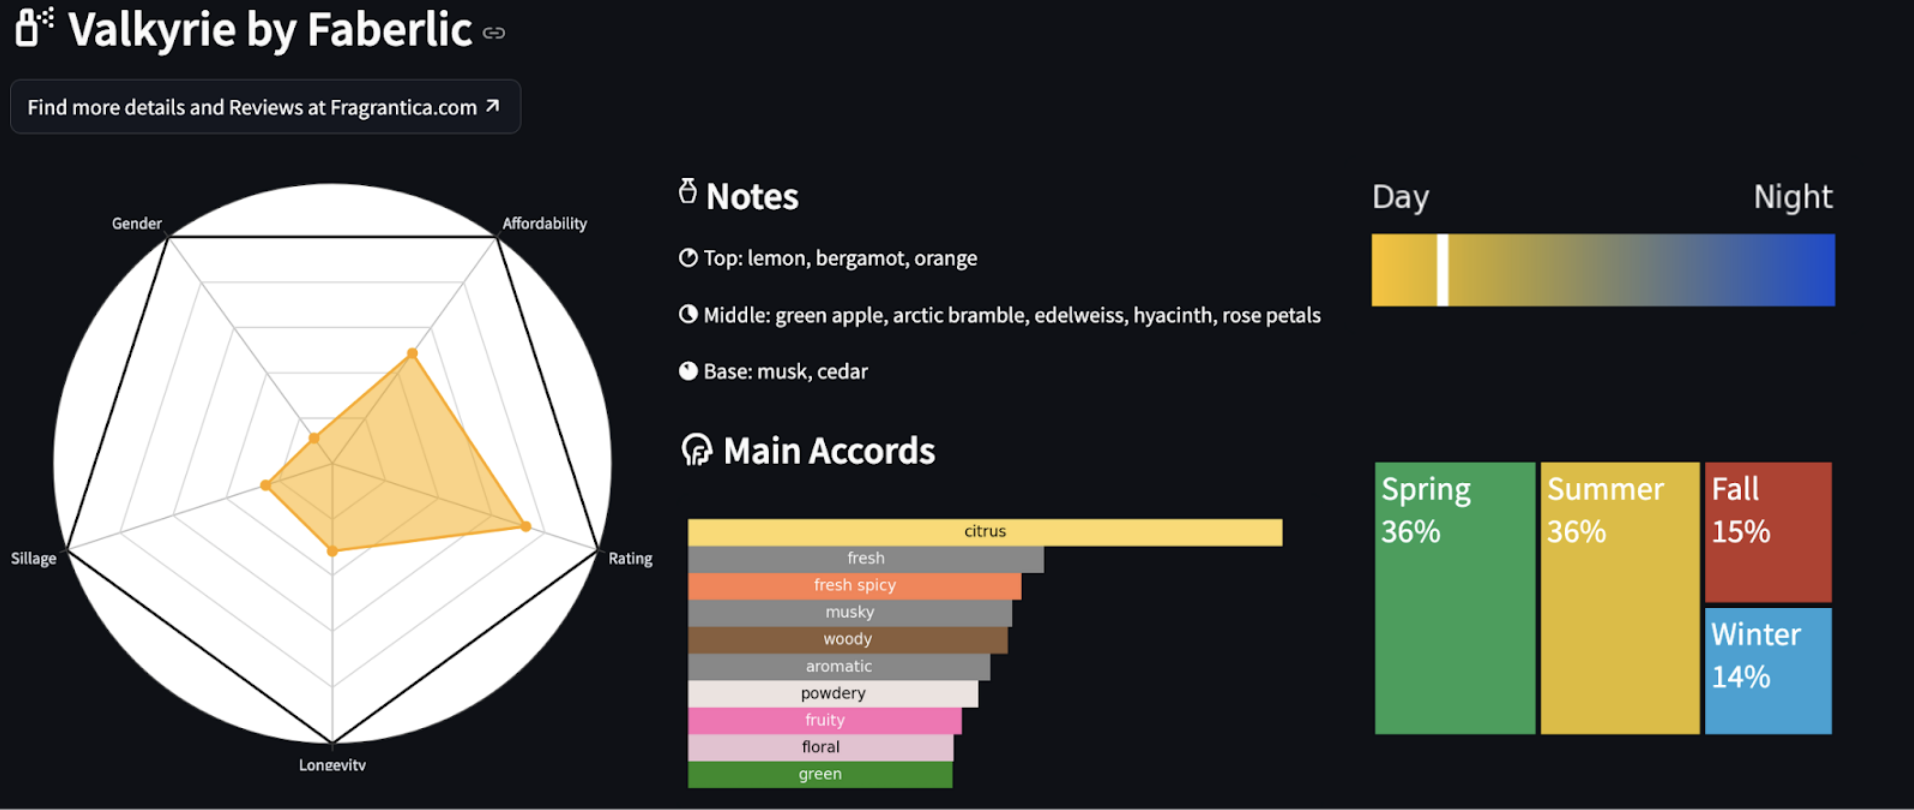 Valkyrie by Faberlic
Find more details and Reviews at Fragrantica.com
Gender
Affordability
Sillage
Rating
Longevity
Notes
Top: lemon, bergamot, orange
Middle: green apple, arctic bramble, edelweiss, hyacinth, rose petals
Base: musk, cedar
Main Accords
citrus
fresh
fresh spicy
musky
woody
aromatic
powdery
fruity
floral
green
Day
Night
Spring
36%
Summer
36%
Fall
15%
Winter
14%